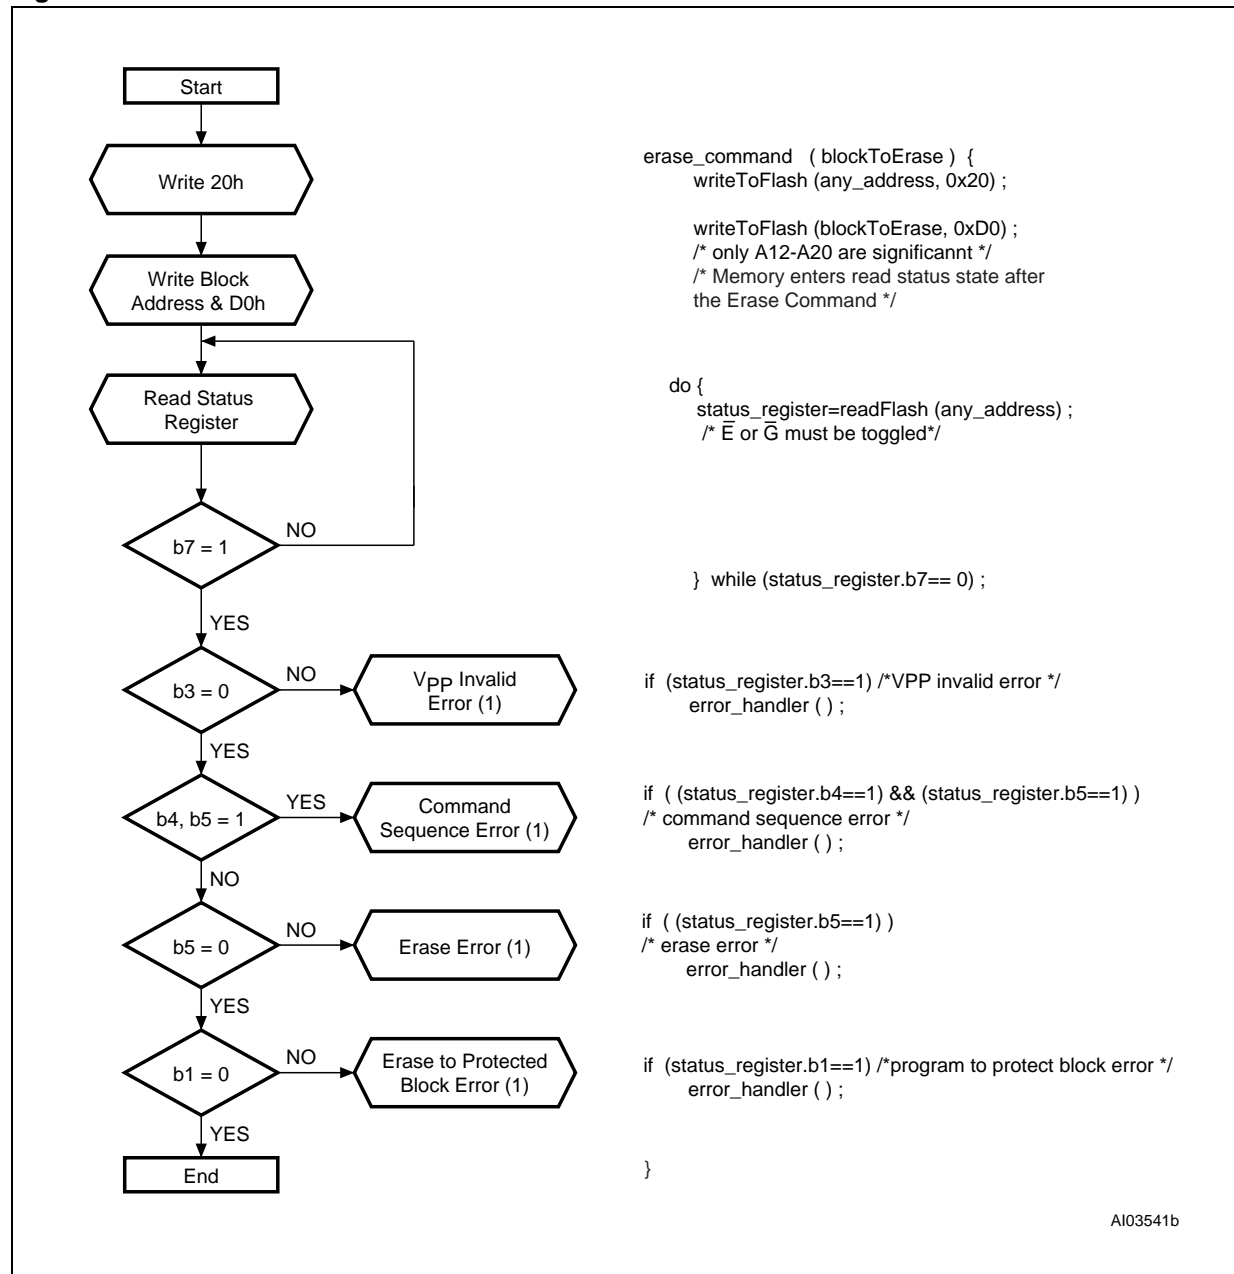 Start
Write 20h
Write Block
Address & D0h
Read Status
Register
b7 = 1
NO
YES
b3 = 0
NO
VPP Invalid
Error (1)
YES
b4, b5 = 1
YES
Command
Sequence Error (1)
NO
b5 = 0
NO
Erase Error (1)
YES
b1 = 0
NO
Erase to Protected
Block Error (1)
YES
End
erase_command ( blockToErase ) {
writeToFlash (any_address, 0x20) ;
writeToFlash (blockToErase, 0xD0) ;
/* only A12-A20 are significannt */
/* Memory enters read status state after
the Erase Command */
do {
status_register=readFlash (any_address) ;
/* E̅ or G̅ must be toggled*/
} while (status_register.b7== 0) ;
if (status_register.b3==1) /*VPP invalid error */
error_handler ( ) ;
if ( (status_register.b4==1) && (status_register.b5==1) )
/* command sequence error */
error_handler ( ) ;
if ( (status_register.b5==1) )
/* erase error */
error_handler ( ) ;
if (status_register.b1==1) /*program to protect block error */
error_handler ( ) ;
}
AI03541b